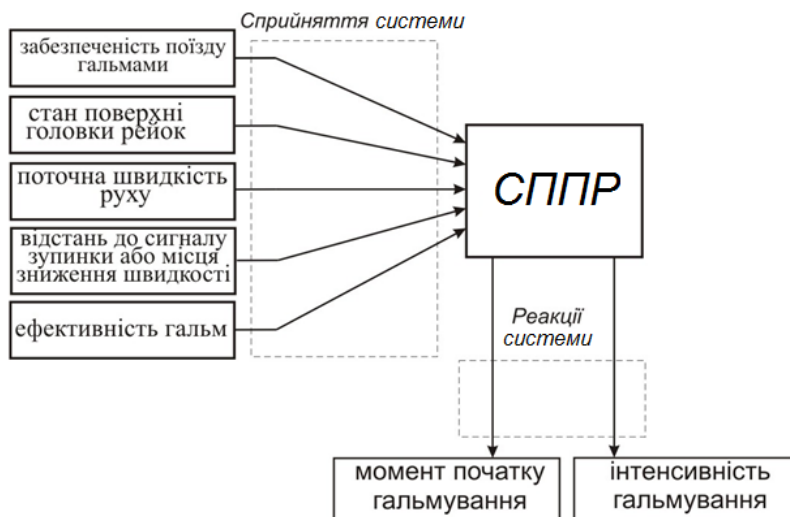 Сприйняття системи
забезпеченість поїзду
гальмами
стан поверхні
головки рейок
поточна швидкість
руху
відстань до сигналу
зупинки або місця
зниження швидкості
ефективність гальм
СППР
Реакції
системи
момент початку
гальмування
інтенсивність
гальмування